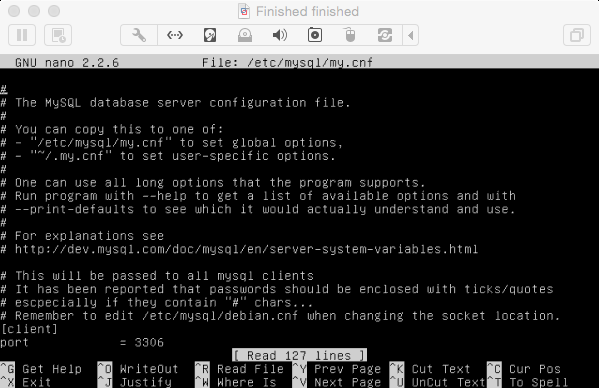 Finished finished
GNU nano 2.2.6 File: /etc/mysql/my.cnf
#
# The MySQL database server configuration file.
#
# You can copy this to one of:
# - "/etc/mysql/my.cnf" to set global options,
# - "~/.my.cnf" to set user-specific options.
#
# One can use all long options that the program supports.
# Run program with --help to get a list of available options and with
# --print-defaults to see which it would actually understand and use.
#
# For explanations see
# http://dev.mysql.com/doc/mysql/en/server-system-variables.html

# This will be passed to all mysql clients
# It has been reported that passwords should be enclosed with ticks/quotes
# escpecially if they contain "#" chars...
# Remember to edit /etc/mysql/debian.cnf when changing the socket location.
[client]
port = 3306
[ Read 127 lines ]
^G Get Help ^O WriteOut ^R Read File ^Y Prev Page ^K Cut Text ^C Cur Pos
^X Exit ^J Justify ^W Where Is ^V Next Page ^U UnCut Text ^T To Spell